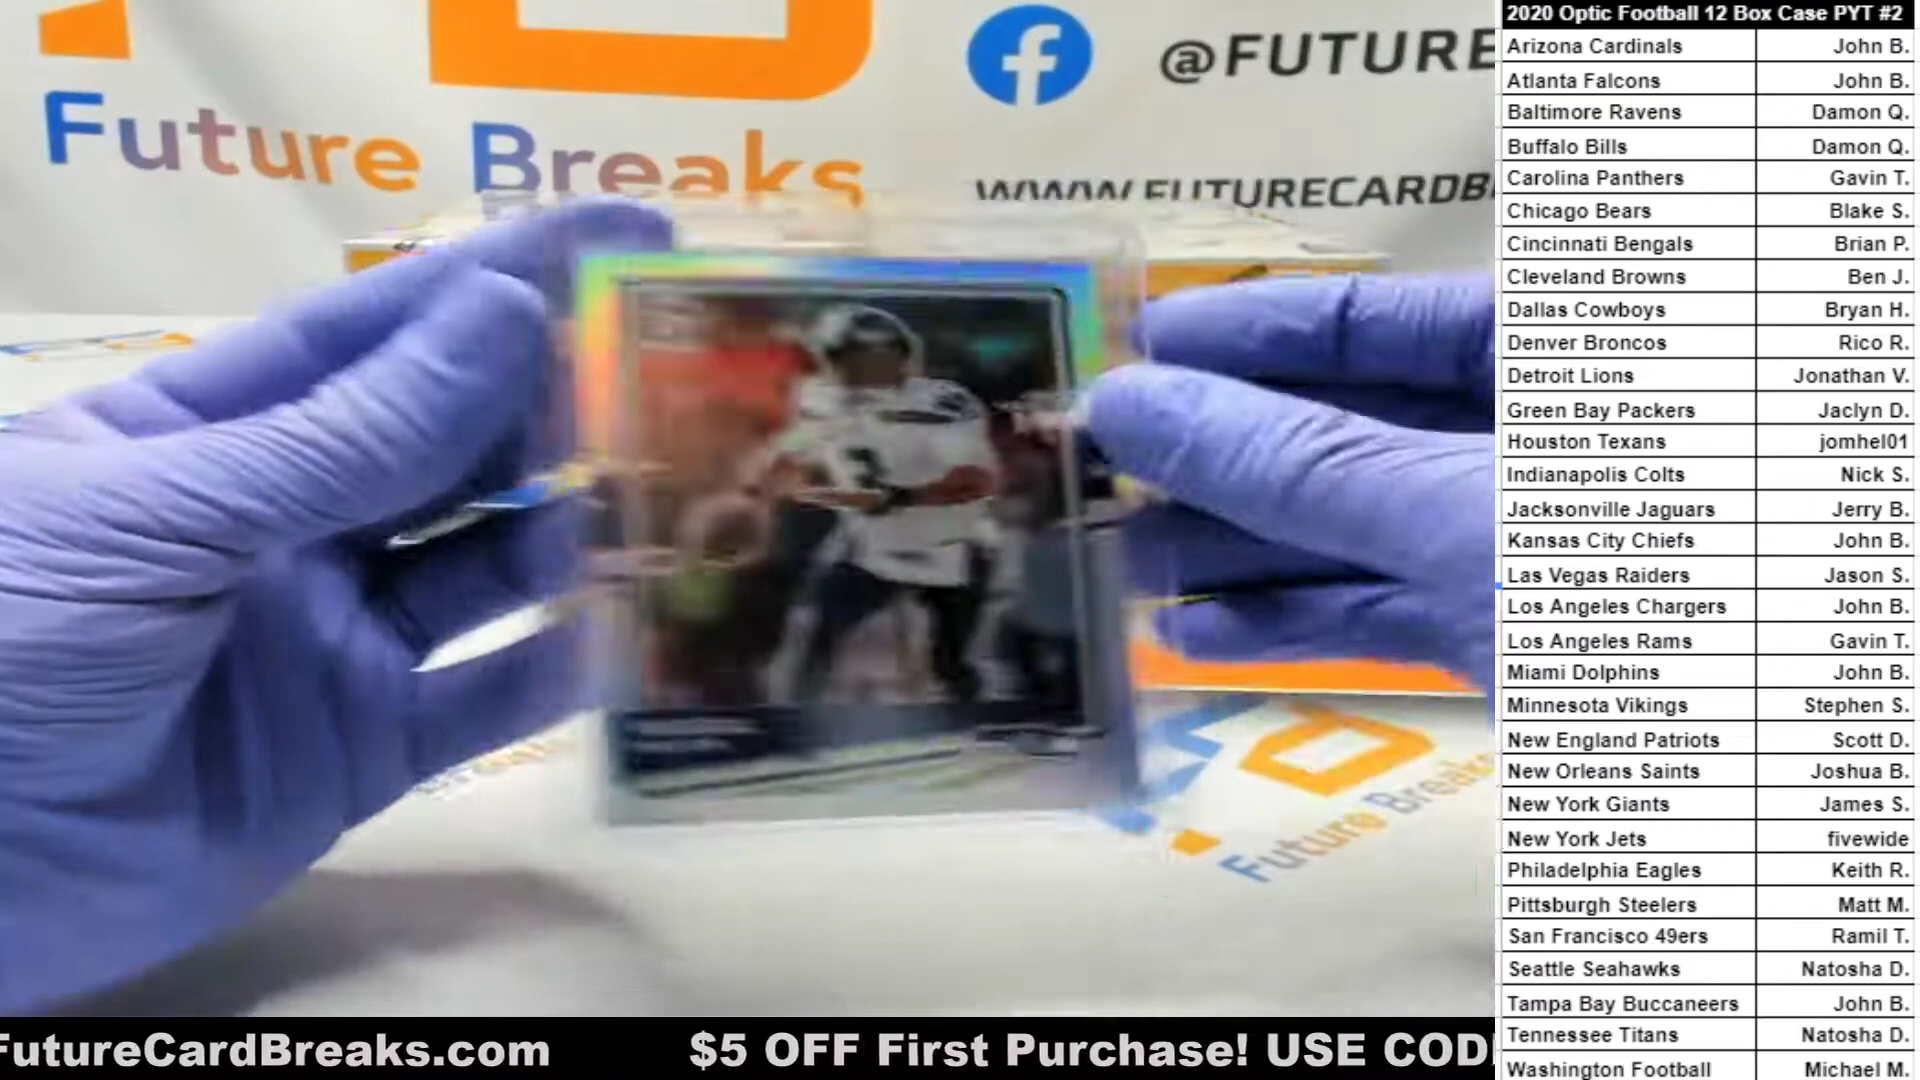 Future Breaks
@FUTURE
WWW.FUTURECARDB
3
Future Breaks
FutureCardBreaks.com
$5 OFF First Purchase! USE COD
2020 Optic Football 12 Box Case PYT #2
Arizona Cardinals John B.
Atlanta Falcons John B.
Baltimore Ravens Damon Q.
Buffalo Bills Damon Q.
Carolina Panthers Gavin T.
Chicago Bears Blake S.
Cincinnati Bengals Brian P.
Cleveland Browns Ben J.
Dallas Cowboys Bryan H.
Denver Broncos Rico R.
Detroit Lions Jonathan V.
Green Bay Packers Jaclyn D.
Houston Texans jomhel01
Indianapolis Colts Nick S.
Jacksonville Jaguars Jerry B.
Kansas City Chiefs John B.
Las Vegas Raiders Jason S.
Los Angeles Chargers John B.
Los Angeles Rams Gavin T.
Miami Dolphins John B.
Minnesota Vikings Stephen S.
New England Patriots Scott D.
New Orleans Saints Joshua B.
New York Giants James S.
New York Jets fivewide
Philadelphia Eagles Keith R.
Pittsburgh Steelers Matt M.
San Francisco 49ers Ramil T.
Seattle Seahawks Natosha D.
Tampa Bay Buccaneers John B.
Tennessee Titans Natosha D.
Washington Football Michael M.